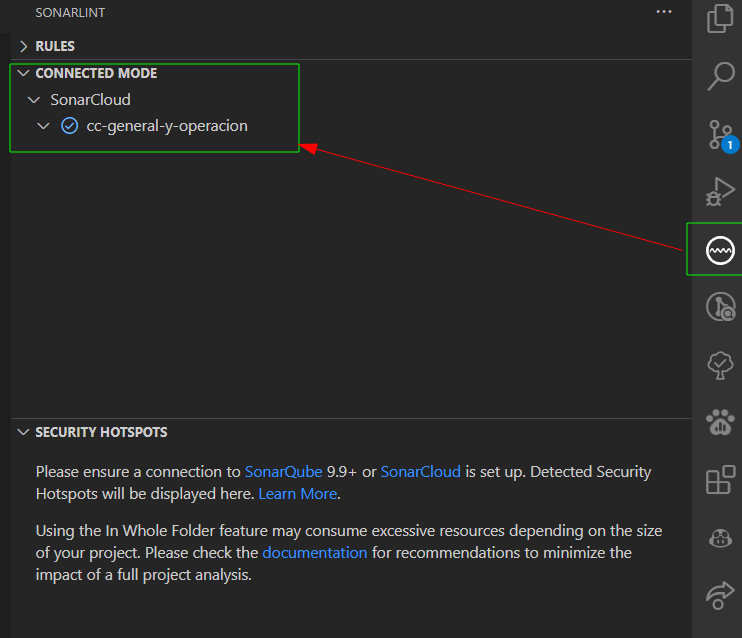 SONARLINT
RULES
CONNECTED MODE
SonarCloud
cc-general-y-operacion
1
SECURITY HOTSPOTS
Please ensure a connection to SonarQube 9.9+ or SonarCloud is set up. Detected Security
Hotspots will be displayed here. Learn More.
Using the In Whole Folder feature may consume excessive resources depending on the size
of your project. Please check the documentation for recommendations to minimize the
impact of a full project analysis.